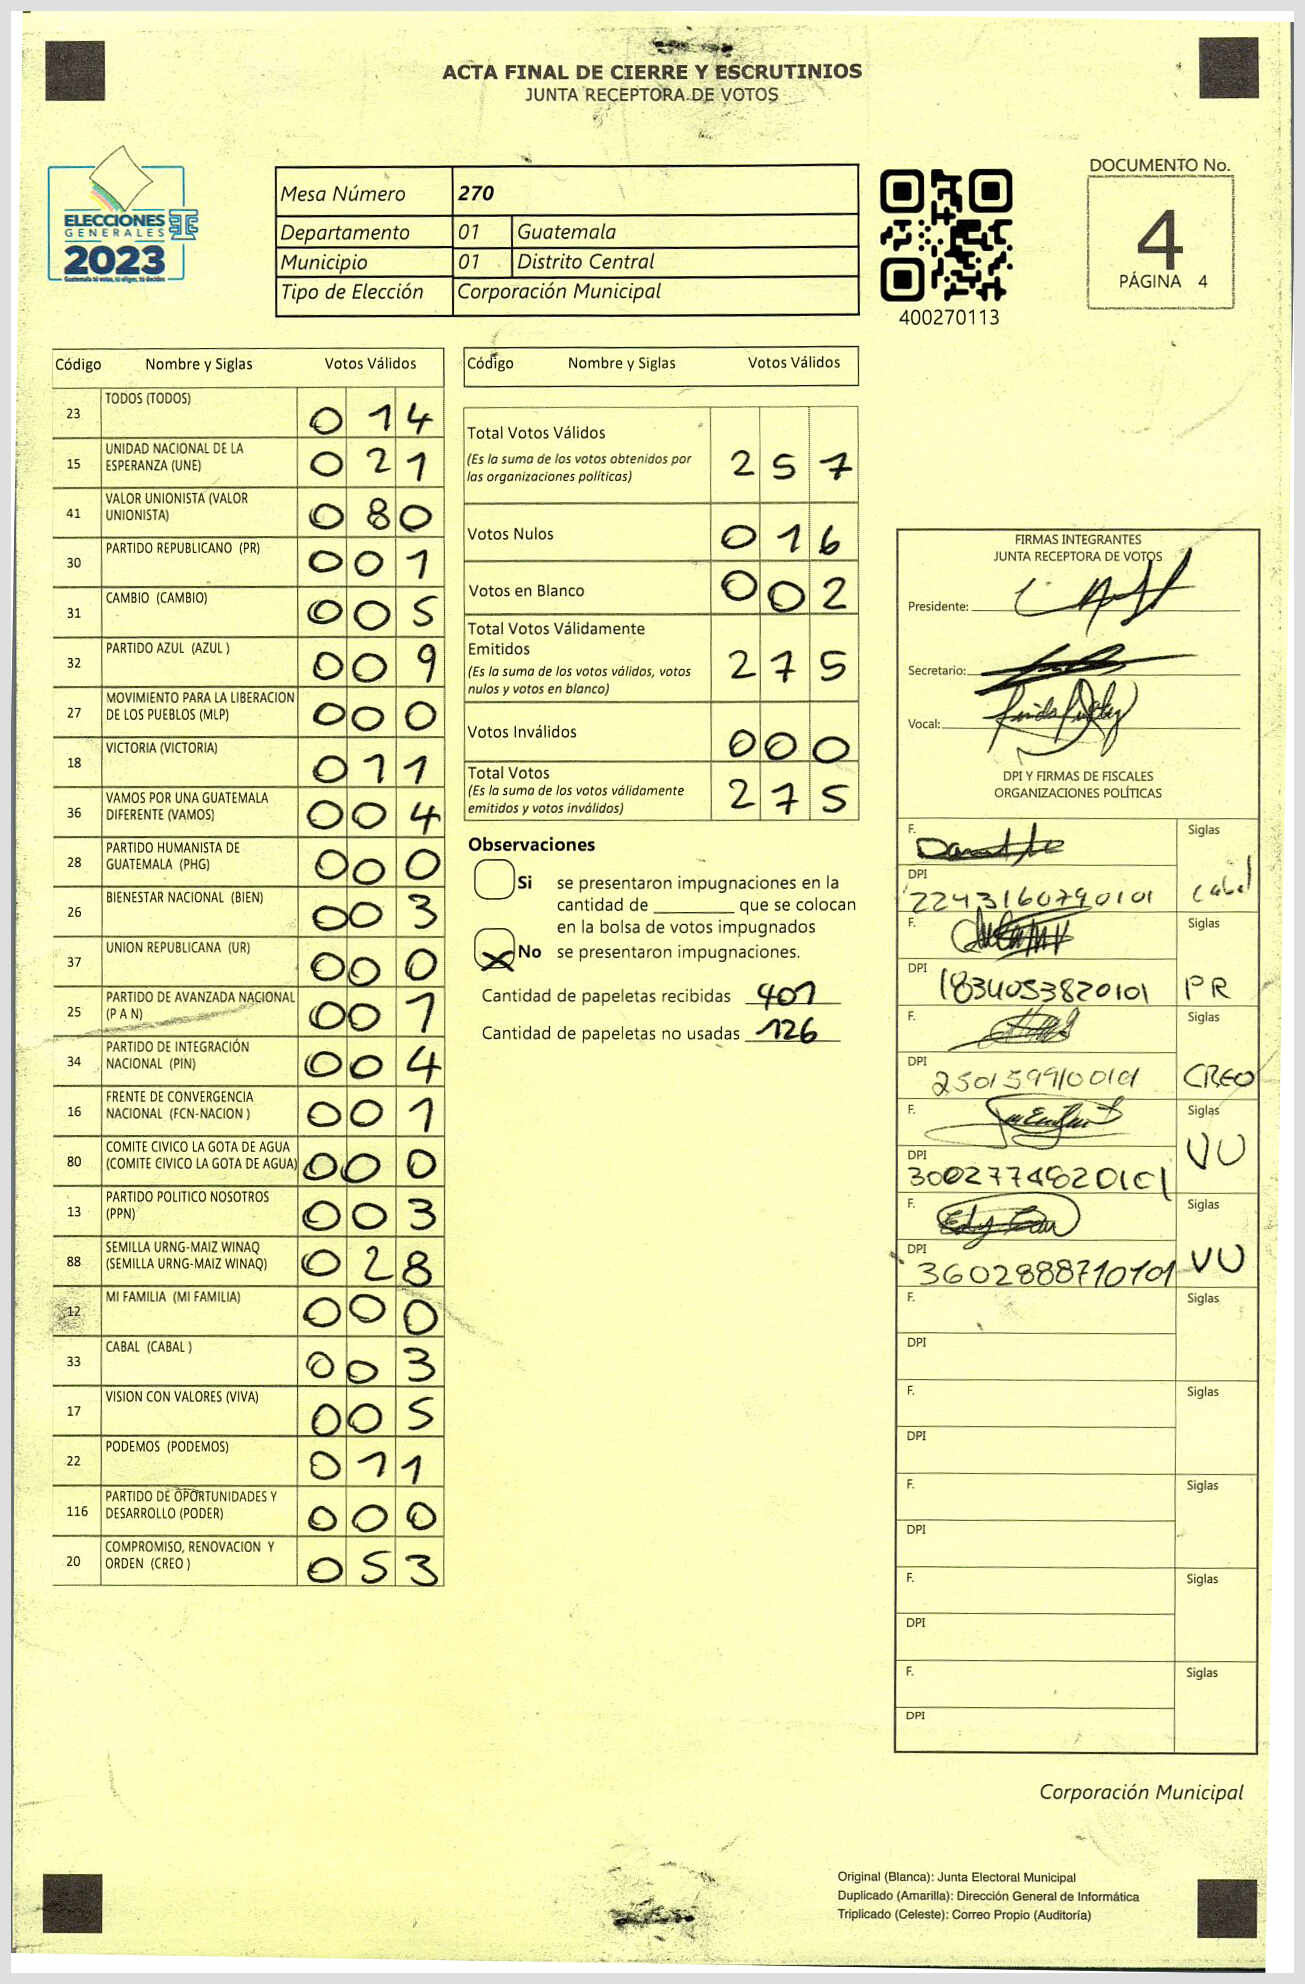 ACTA FINAL DE CIERRE Y ESCRUTINIOS
JUNTA RECEPTORA DE VOTOS
ELECCIONES
GENERALES
2023
Guatemala tú votas, tú eliges, tú decides
Mesa Número 270
Departamento 01 Guatemala
Municipio 01 Distrito Central
Tipo de Elección Corporación Municipal
400270113
DOCUMENTO No.
4
PÁGINA 4
Código Nombre y Siglas Votos Válidos
23 TODOS (TODOS) 0 1 4
15 UNIDAD NACIONAL DE LA
ESPERANZA (UNE) 0 2 1
41 VALOR UNIONISTA (VALOR
UNIONISTA) 0 8 0
30 PARTIDO REPUBLICANO (PR) 0 0 1
31 CAMBIO (CAMBIO) 0 0 5
32 PARTIDO AZUL (AZUL ) 0 0 9
27 MOVIMIENTO PARA LA LIBERACION
DE LOS PUEBLOS (MLP) 0 0 0
18 VICTORIA (VICTORIA) 0 1 1
36 VAMOS POR UNA GUATEMALA
DIFERENTE (VAMOS) 0 0 4
28 PARTIDO HUMANISTA DE
GUATEMALA (PHG) 0 0 0
26 BIENESTAR NACIONAL (BIEN) 0 0 3
37 UNION REPUBLICANA (UR) 0 0 0
25 PARTIDO DE AVANZADA NACIONAL
(P A N) 0 0 1
34 PARTIDO DE INTEGRACIÓN
NACIONAL (PIN) 0 0 4
16 FRENTE DE CONVERGENCIA
NACIONAL (FCN-NACION ) 0 0 1
80 COMITE CIVICO LA GOTA DE AGUA
(COMITE CIVICO LA GOTA DE AGUA) 0 0 0
13 PARTIDO POLITICO NOSOTROS
(PPN) 0 0 3
88 SEMILLA URNG-MAIZ WINAQ
(SEMILLA URNG-MAIZ WINAQ) 0 2 8
12 MI FAMILIA (MI FAMILIA) 0 0 0
33 CABAL (CABAL ) 0 0 3
17 VISION CON VALORES (VIVA) 0 0 5
22 PODEMOS (PODEMOS) 0 1 1
116 PARTIDO DE OPORTUNIDADES Y
DESARROLLO (PODER) 0 0 0
20 COMPROMISO, RENOVACION Y
ORDEN (CREO ) 0 5 3
Código Nombre y Siglas Votos Válidos
Total Votos Válidos
(Es la suma de los votos obtenidos por
las organizaciones políticas) 2 5 7
Votos Nulos 0 1 6
Votos en Blanco 0 0 2
Total Votos Válidamente
Emitidos
(Es la suma de los votos válidos, votos
nulos y votos en blanco) 2 7 5
Votos Inválidos 0 0 0
Total Votos
(Es la suma de los votos válidamente
emitidos y votos inválidos) 2 7 5
Observaciones
Si se presentaron impugnaciones en la
cantidad de ________ que se colocan
en la bolsa de votos impugnados
No se presentaron impugnaciones.
Cantidad de papeletas recibidas 401
Cantidad de papeletas no usadas 126
FIRMAS INTEGRANTES
JUNTA RECEPTORA DE VOTOS
Presidente:
Secretario:
Vocal:
DPI Y FIRMAS DE FISCALES
ORGANIZACIONES POLÍTICAS
F. Siglas
DPI
2243160790101 Cabal
F. Siglas
DPI
1834053820101 PR
F. Siglas
DPI
2501599100101 CREO
F. Siglas
DPI VU
3002774820101
F. Siglas
DPI VU
3602888710101
F. Siglas
DPI
F. Siglas
DPI
F. Siglas
DPI
F. Siglas
DPI
F. Siglas
DPI
Corporación Municipal
Original (Blanca): Junta Electoral Municipal
Duplicado (Amarilla): Dirección General de Informática
Triplicado (Celeste): Correo Propio (Auditoría)